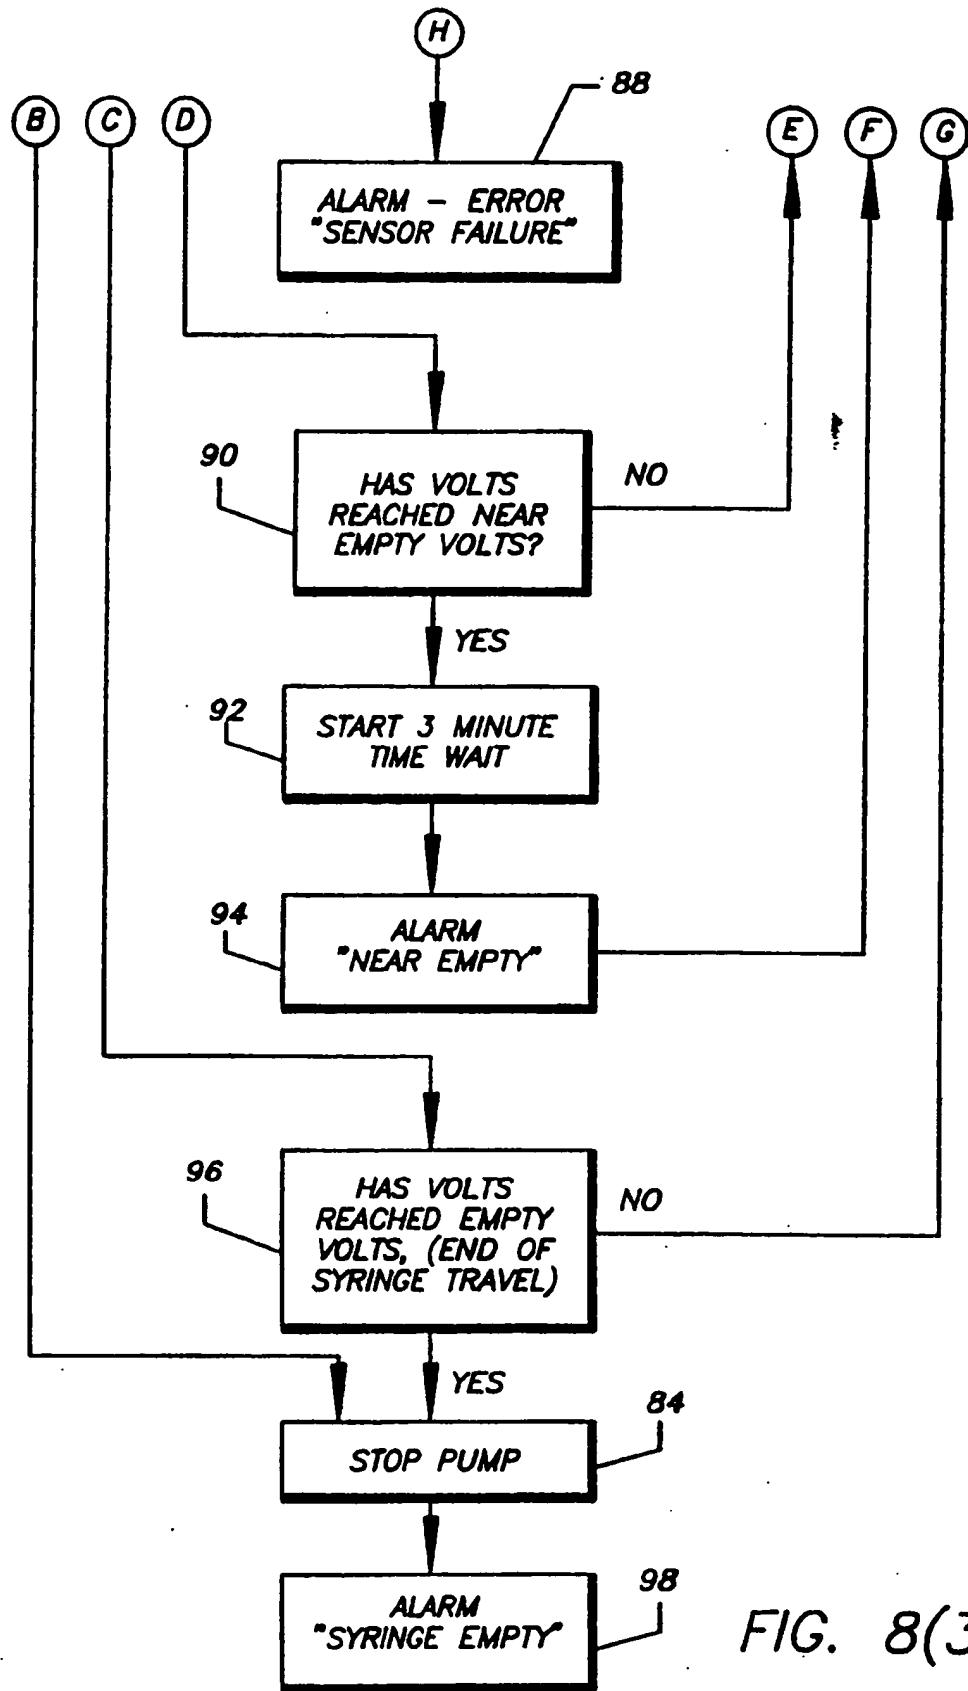 H
88
B C D E F G
ALARM - ERROR
"SENSOR FAILURE"
90
HAS VOLTS
REACHED NEAR
EMPTY VOLTS?
NO
YES
92
START 3 MINUTE
TIME WAIT
94
ALARM
"NEAR EMPTY"
96
HAS VOLTS
REACHED EMPTY
VOLTS, (END OF
SYRINGE TRAVEL)
NO
YES
84
STOP PUMP
98
ALARM
"SYRINGE EMPTY"
FIG. 8(3